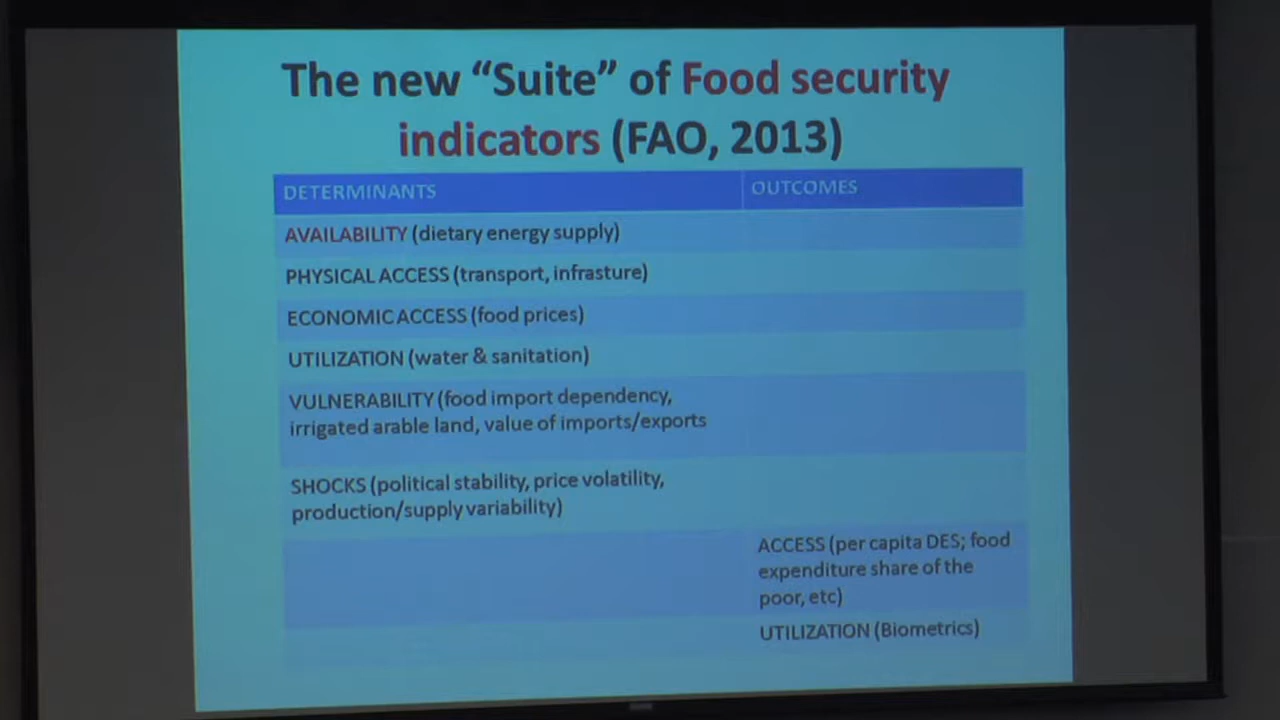 The new “Suite” of Food security
indicators (FAO, 2013)
DETERMINANTS
OUTCOMES
AVAILABILITY (dietary energy supply)
PHYSICAL ACCESS (transport, infrasture)
ECONOMIC ACCESS (food prices)
UTILIZATION (water & sanitation)
VULNERABILITY (food import dependency,
irrigated arable land, value of imports/exports
SHOCKS (political stability, price volatility,
production/supply variability)
ACCESS (per capita DES; food
expenditure share of the
poor, etc)
UTILIZATION (Biometrics)